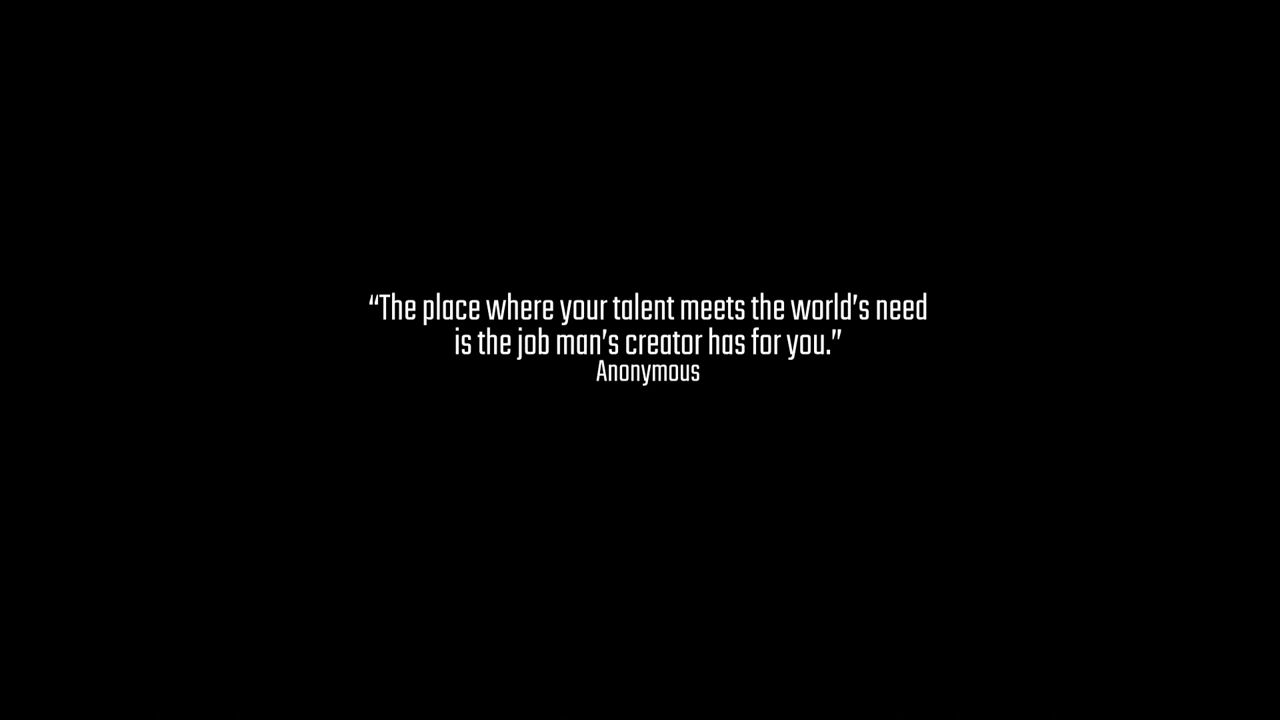 “The place where your talent meets the world’s need
is the job man’s creator has for you.”
Anonymous